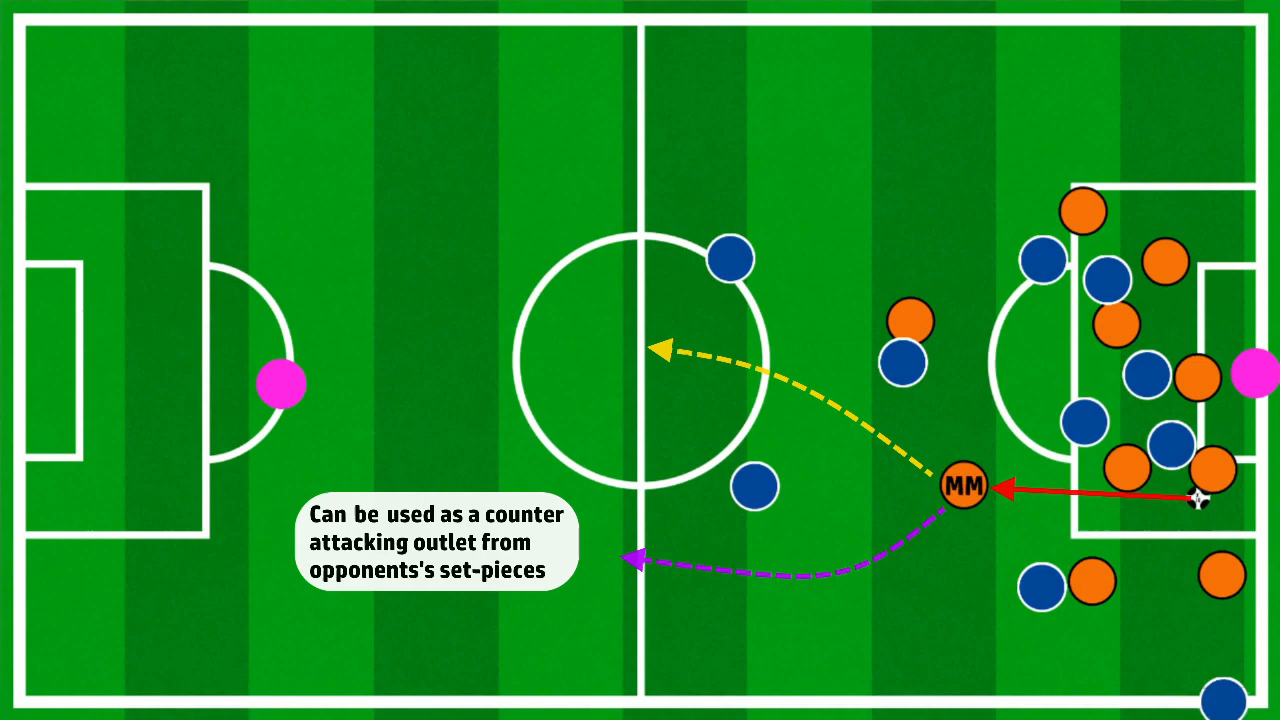 Can be used as a counter
attacking outlet from
opponents's set-pieces
MM